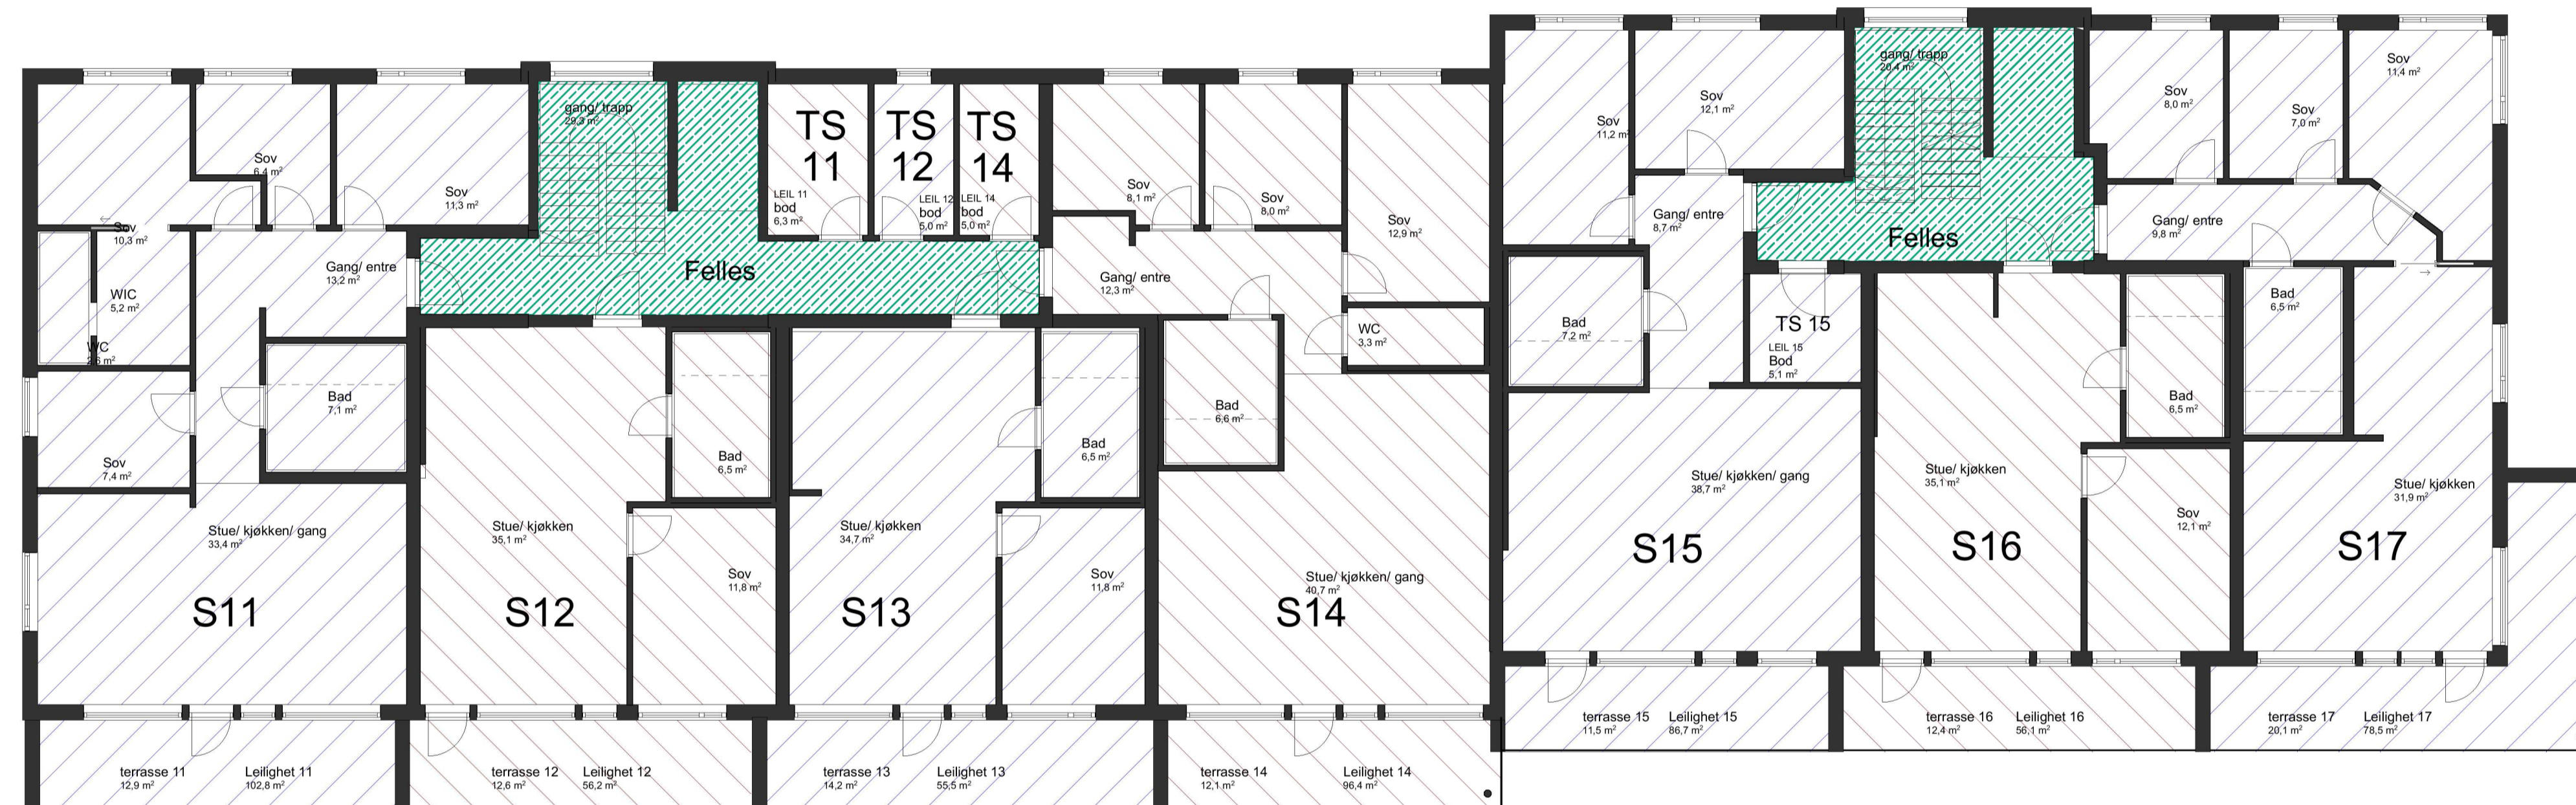 Sov
6,4 m²
Sov
11,3 m²
Sov
10,3 m²
WIC
5,2 m²
WC
2,6 m²
Gang/ entre
13,2 m²
Bad
7,1 m²
Sov
7,4 m²
Stue/ kjøkken/ gang
33,4 m²
S11
terrasse 11
12,9 m²
Leilighet 11
102,8 m²
gang/ trapp
29,3 m²
Felles
TS
11
LEIL 11
bod
6,3 m²
TS
12
LEIL 12
bod
5,0 m²
TS
14
LEIL 14
bod
5,0 m²
Stue/ kjøkken
35,1 m²
Bad
6,5 m²
Sov
11,8 m²
S12
terrasse 12
12,6 m²
Leilighet 12
56,2 m²
Stue/ kjøkken
34,7 m²
Bad
6,5 m²
Sov
11,8 m²
S13
terrasse 13
14,2 m²
Leilighet 13
55,5 m²
Sov
8,1 m²
Sov
8,0 m²
Sov
12,9 m²
Gang/ entre
12,3 m²
WC
3,3 m²
Bad
6,6 m²
Stue/ kjøkken/ gang
40,7 m²
S14
terrasse 14
12,1 m²
Leilighet 14
96,4 m²
Sov
11,2 m²
Sov
12,1 m²
Gang/ entre
8,7 m²
Bad
7,2 m²
TS 15
LEIL 15
Bod
5,1 m²
Stue/ kjøkken/ gang
38,7 m²
S15
terrasse 15
11,5 m²
Leilighet 15
86,7 m²
gang/ trapp
20,4 m²
Felles
Stue/ kjøkken
35,1 m²
Bad
6,5 m²
Sov
12,1 m²
S16
terrasse 16
12,4 m²
Leilighet 16
56,1 m²
Sov
8,0 m²
Sov
7,0 m²
Sov
11,4 m²
Gang/ entre
9,8 m²
Bad
6,5 m²
Stue/ kjøkken
31,9 m²
S17
terrasse 17
20,1 m²
Leilighet 17
78,5 m²